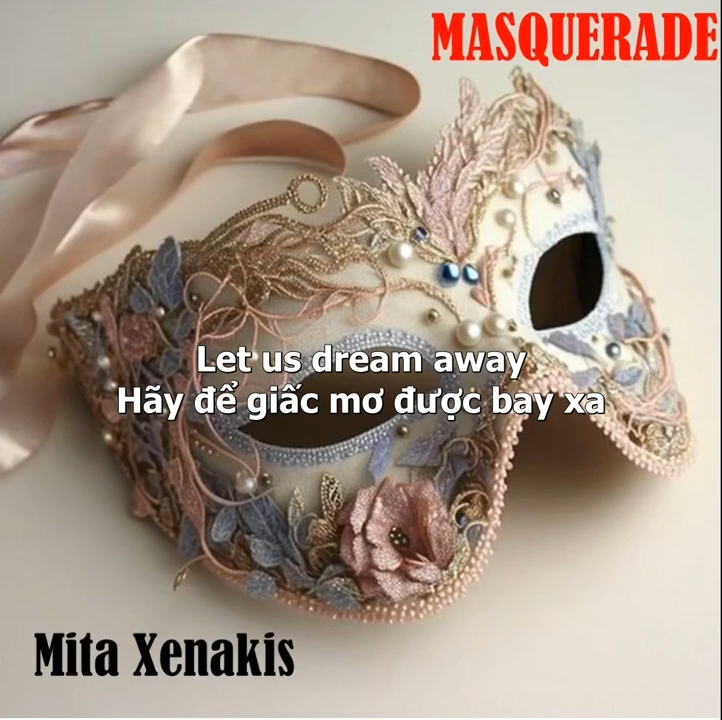 MASQUERADE
Let us dream away
Hãy để giấc mơ được bay xa
Mita Xenakis